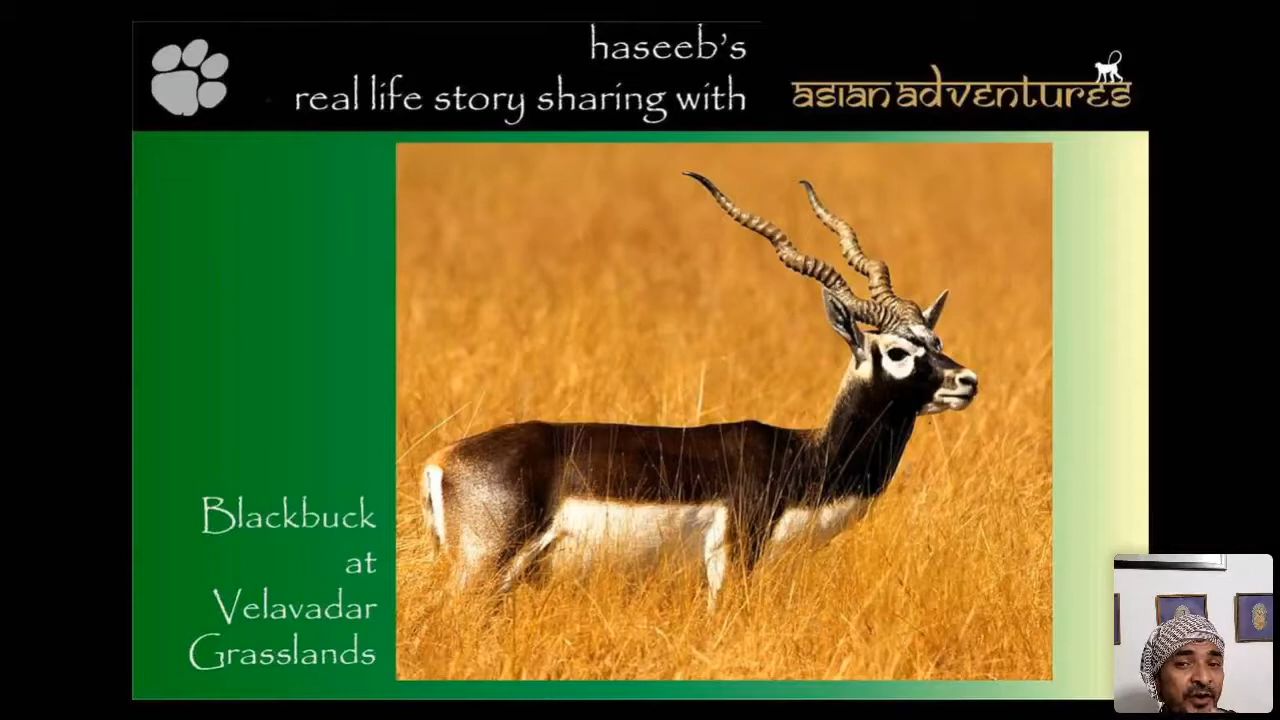 haseeb's
real life story sharing with
asian adventures
Blackbuck
at
Velavadar
Grasslands